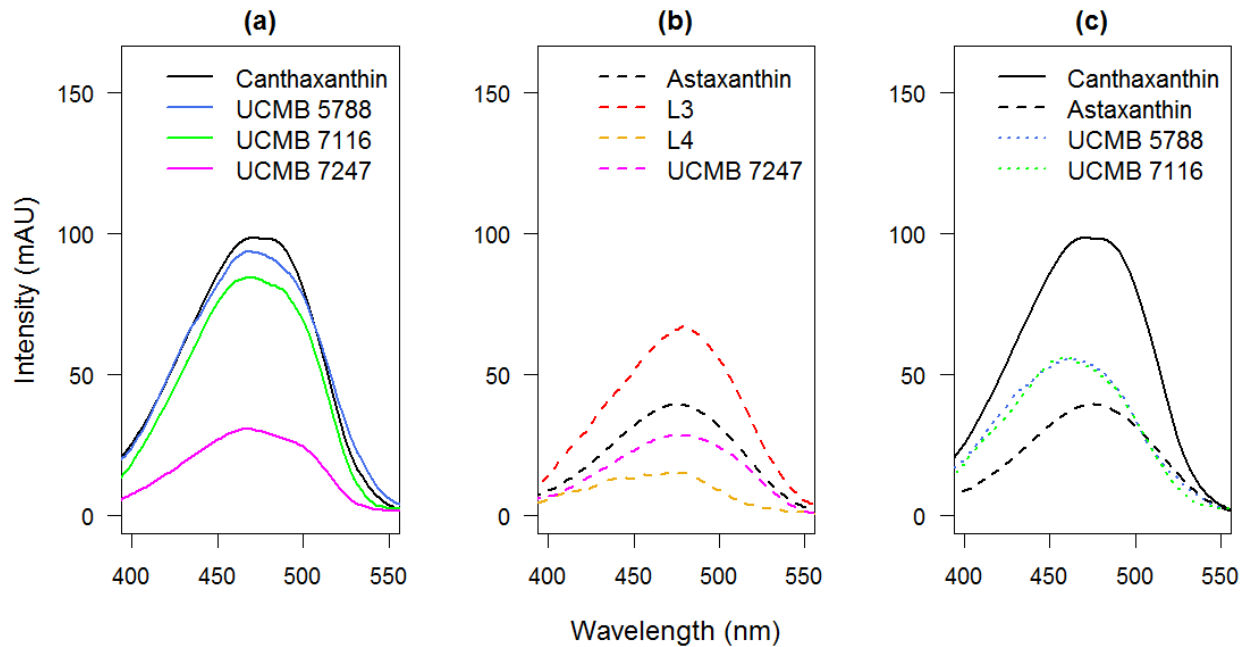 (a)
(b)
(c)
Canthaxanthin
UCMB 5788
UCMB 7116
UCMB 7247
Astaxanthin
L3
L4
UCMB 7247
Canthaxanthin
Astaxanthin
UCMB 5788
UCMB 7116
Intensity (mAU)
150
100
50
0
150
100
50
0
150
100
50
0
400 450 500 550
400 450 500 550
400 450 500 550
Wavelength (nm)